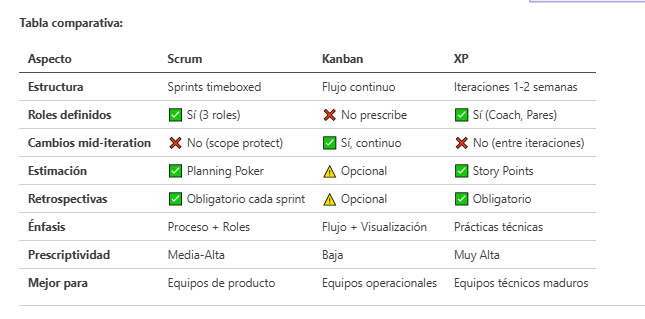 Tabla comparativa:
Aspecto Scrum Kanban XP
Estructura Sprints timeboxed Flujo continuo Iteraciones 1-2 semanas
Roles definidos ✅ Sí (3 roles) ❌ No prescribe ✅ Sí (Coach, Pares)
Cambios mid-iteration ❌ No (scope protect) ✅ Sí, continuo ❌ No (entre iteraciones)
Estimación ✅ Planning Poker ⚠️ Opcional ✅ Story Points
Retrospectivas ✅ Obligatorio cada sprint ⚠️ Opcional ✅ Obligatorio
Énfasis Proceso + Roles Flujo + Visualización Prácticas técnicas
Prescriptividad Media-Alta Baja Muy Alta
Mejor para Equipos de producto Equipos operacionales Equipos técnicos maduros